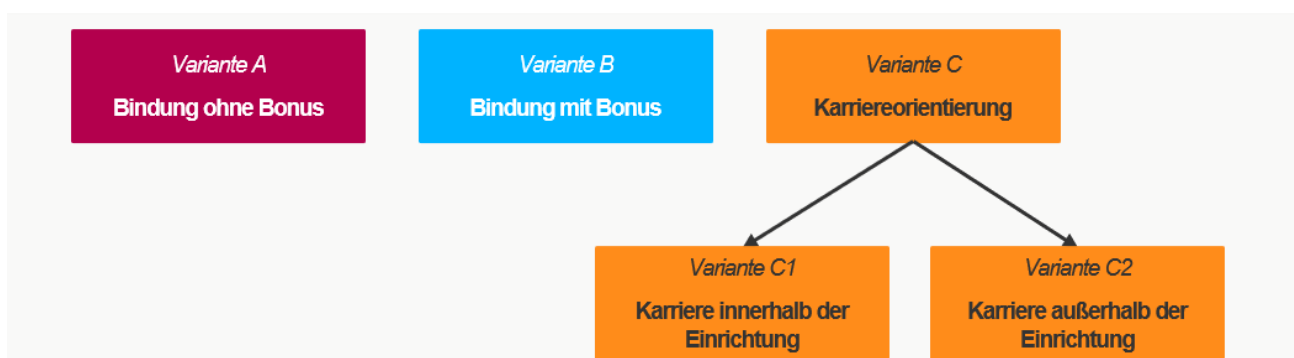 Variante A
Bindung ohne Bonus
Variante B
Bindung mit Bonus
Variante C
Karriereorientierung
Variante C1
Karriere innerhalb der
Einrichtung
Variante C2
Karriere außerhalb der
Einrichtung